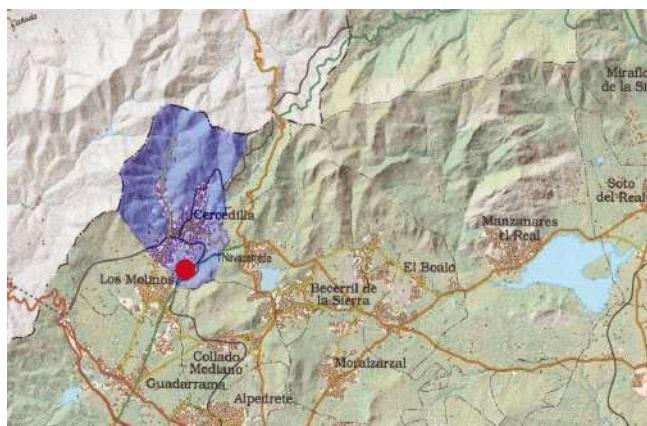 Miraflo
de la Si
Soto
del Real
Cercedilla
Manzanares
el Real
Navacerrada
El Boalo
Los Molinos
Becerril de
la Sierra
Collado
Mediano
Moralzarzal
Guadarrama
Alpedrete